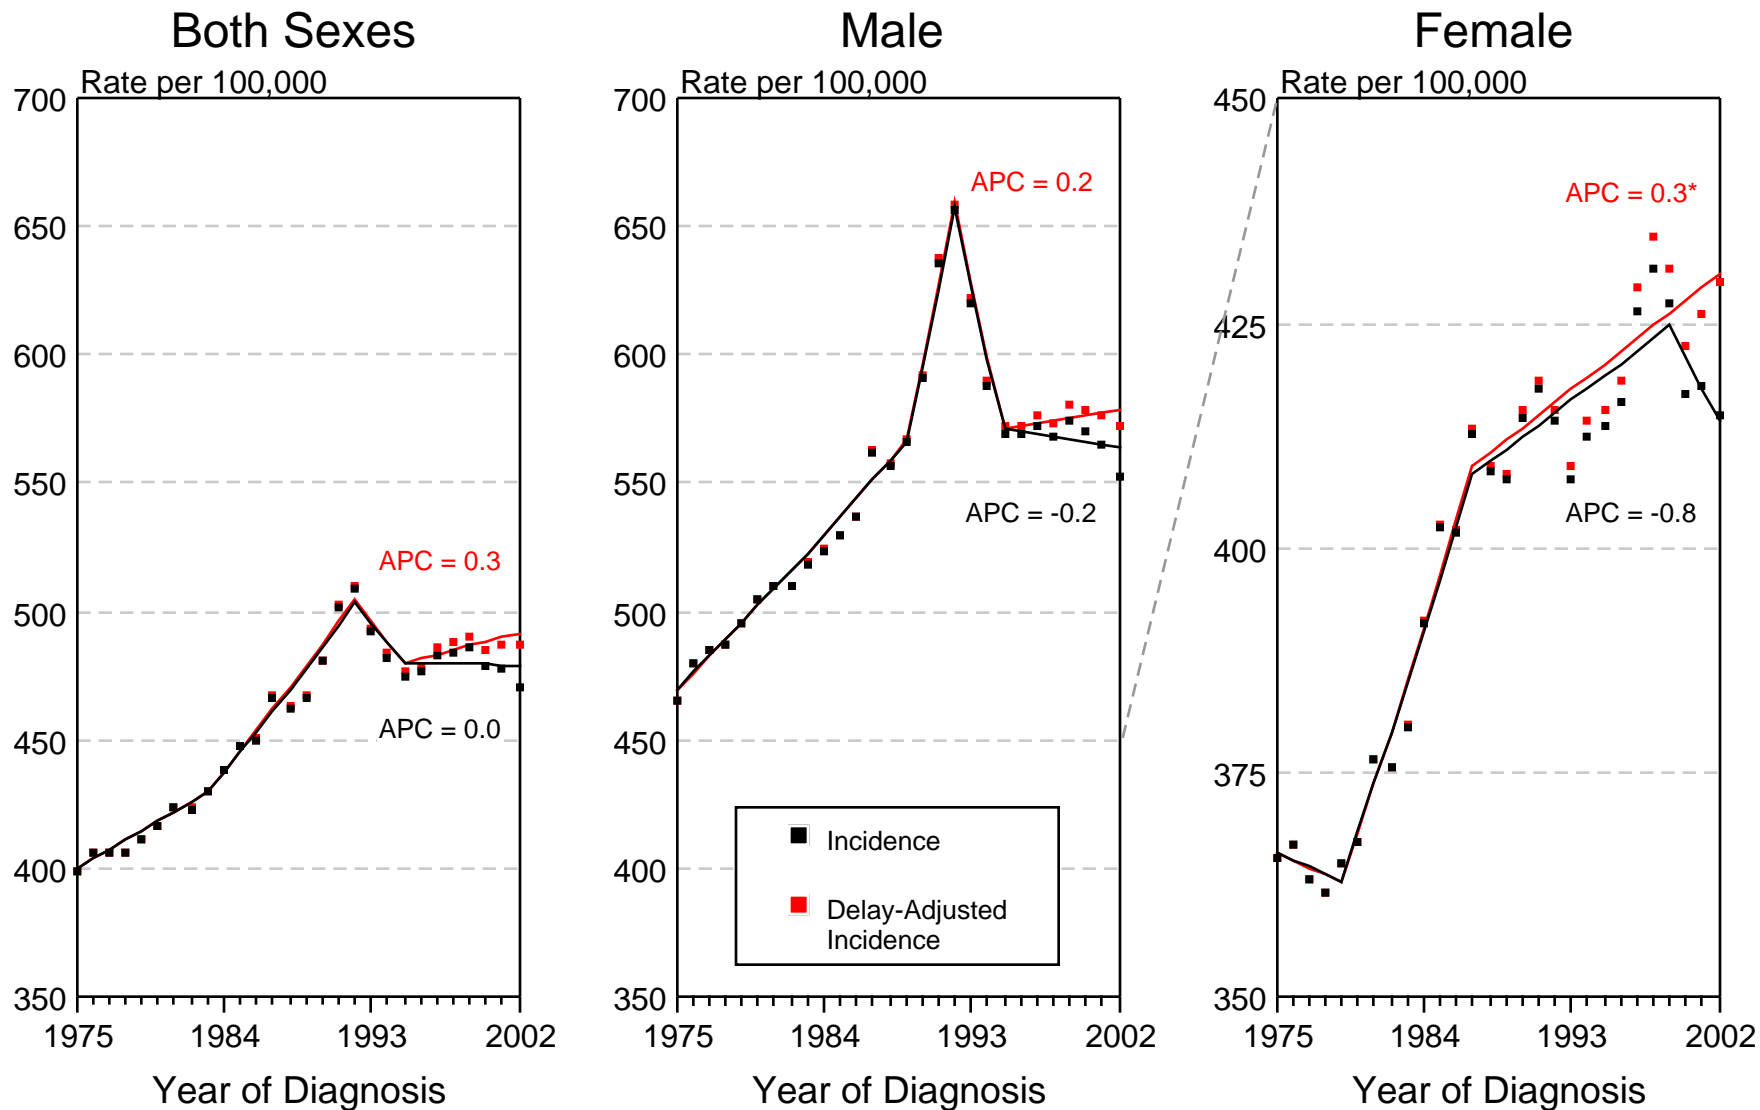 Both Sexes
Rate per 100,000
700
650
600
550
500
450
400
350
APC = 0.3
APC = 0.0
1975 1984 1993 2002
Year of Diagnosis
Male
Rate per 100,000
700
650
600
550
500
450
400
350
APC = 0.2
APC = -0.2
Incidence
Delay-Adjusted
Incidence
1975 1984 1993 2002
Year of Diagnosis
Female
Rate per 100,000
450
425
400
375
350
APC = 0.3*
APC = -0.8
1975 1984 1993 2002
Year of Diagnosis